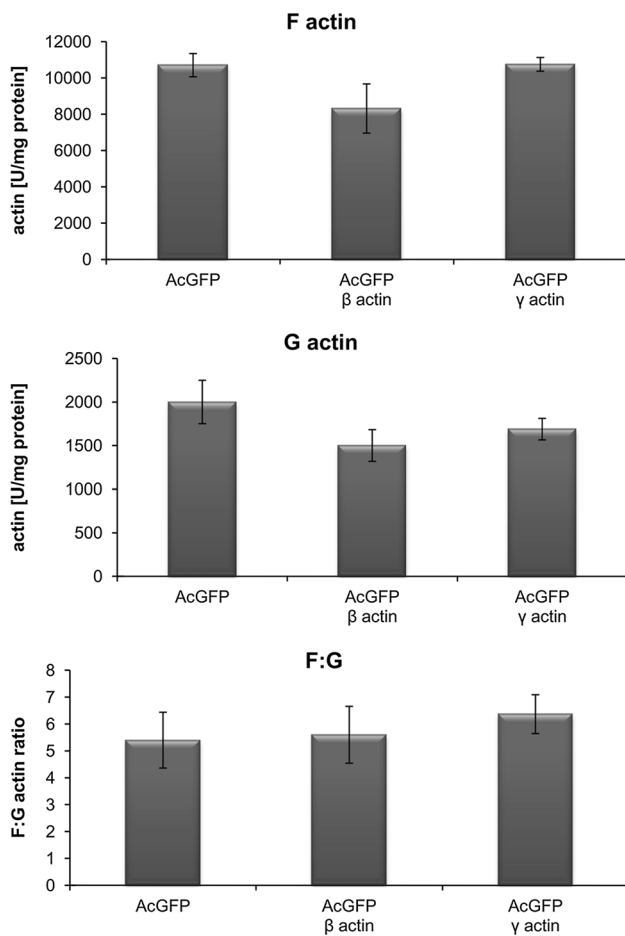 F actin
actin [U/mg protein]
12000
10000
8000
6000
4000
2000
0
AcGFP
AcGFP
β actin
AcGFP
γ actin
G actin
actin [U/mg protein]
2500
2000
1500
1000
500
0
AcGFP
AcGFP
β actin
AcGFP
γ actin
F:G
F:G actin ratio
8
7
6
5
4
3
2
1
0
AcGFP
AcGFP
β actin
AcGFP
γ actin